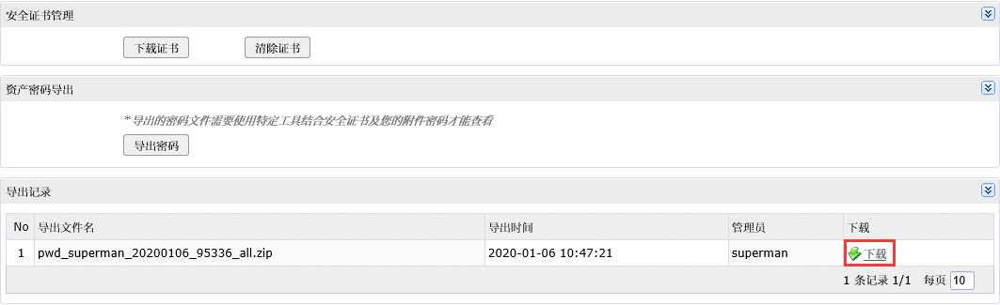 安全证书管理
下载证书 清除证书
资产密码导出
*导出的密码文件需要使用特定工具结合安全证书及您的附件密码才能查看
导出密码
导出记录
No 导出文件名 导出时间 管理员 下载
1 pwd_superman_20200106_95336_all.zip 2020-01-06 10:47:21 superman 下载
1 条记录 1/1 每页 10